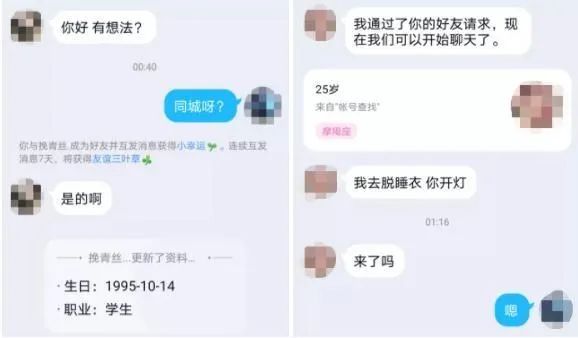 你好 有想法?
00:40
同城呀?
你与挽青丝.成为好友并互发消息获得小幸运，连续互发
消息7天，将获得友谊三叶草
是的啊
挽青丝...更新了资料...
· 生日：1995-10-14
· 职业：学生
我通过了你的好友请求，现
在我们可以开始聊天了。
25岁
来自"帐号查找"
摩羯座
我去脱睡衣 你开灯
01:16
来了吗
嗯